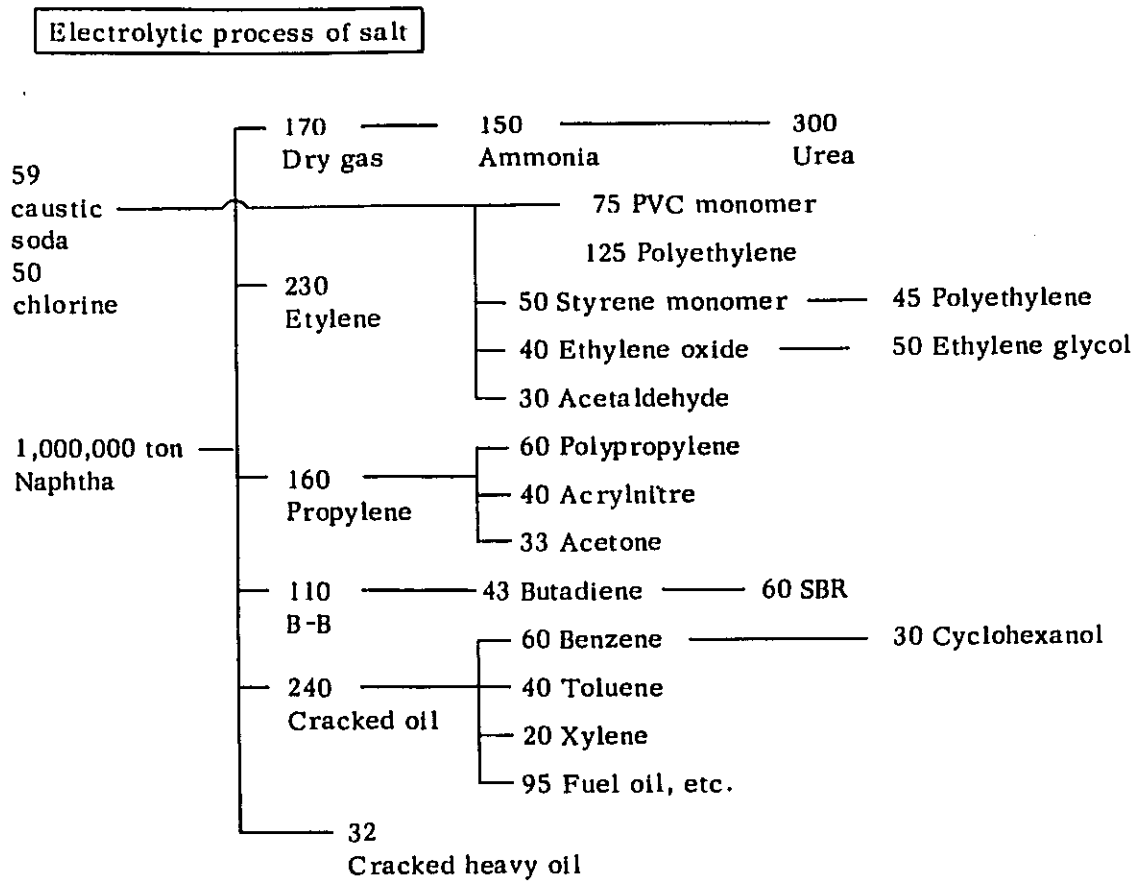 Electrolytic process of salt
170 150 300
Dry gas Ammonia Urea
59
caustic
soda
50
chlorine
75 PVC monomer
125 Polyethylene
230
Etylene
50 Styrene monomer 45 Polyethylene
40 Ethylene oxide 50 Ethylene glycol
30 Acetaldehyde
1,000,000 ton
Naphtha
160
Propylene
60 Polypropylene
40 Acrylnitre
33 Acetone
110 43 Butadiene 60 SBR
B-B
60 Benzene 30 Cyclohexanol
240
Cracked oil
40 Toluene
20 Xylene
95 Fuel oil, etc.
32
Cracked heavy oil